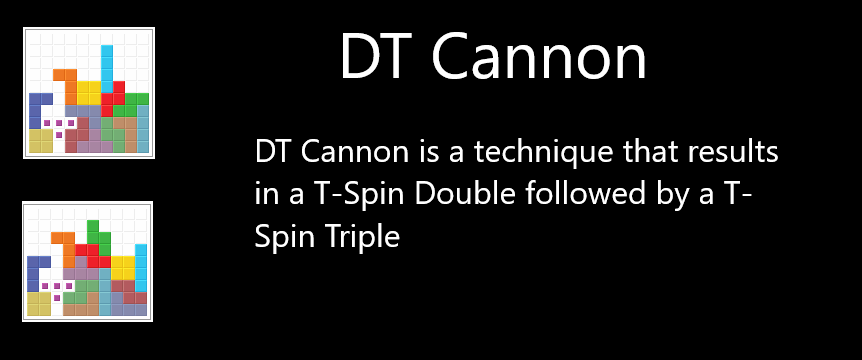 DT Cannon
DT Cannon is a technique that results
in a T-Spin Double followed by a T-
Spin Triple